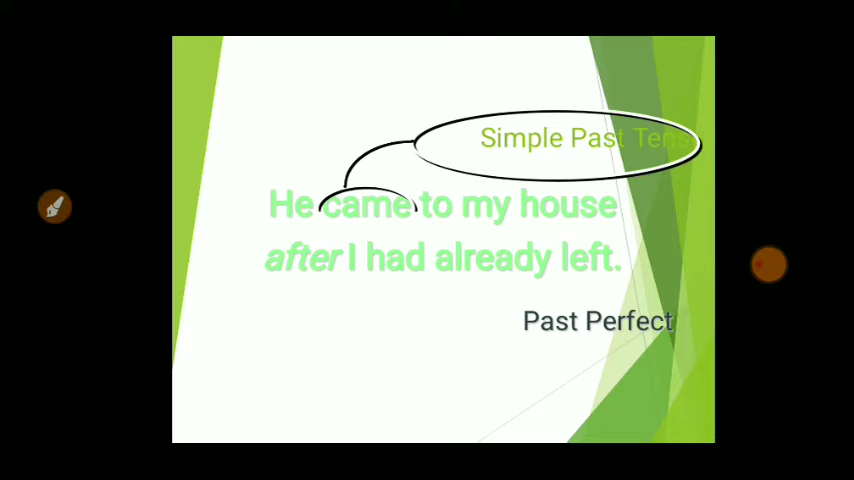 Simple Past Tens
He came to my house
after I had already left.
Past Perfect